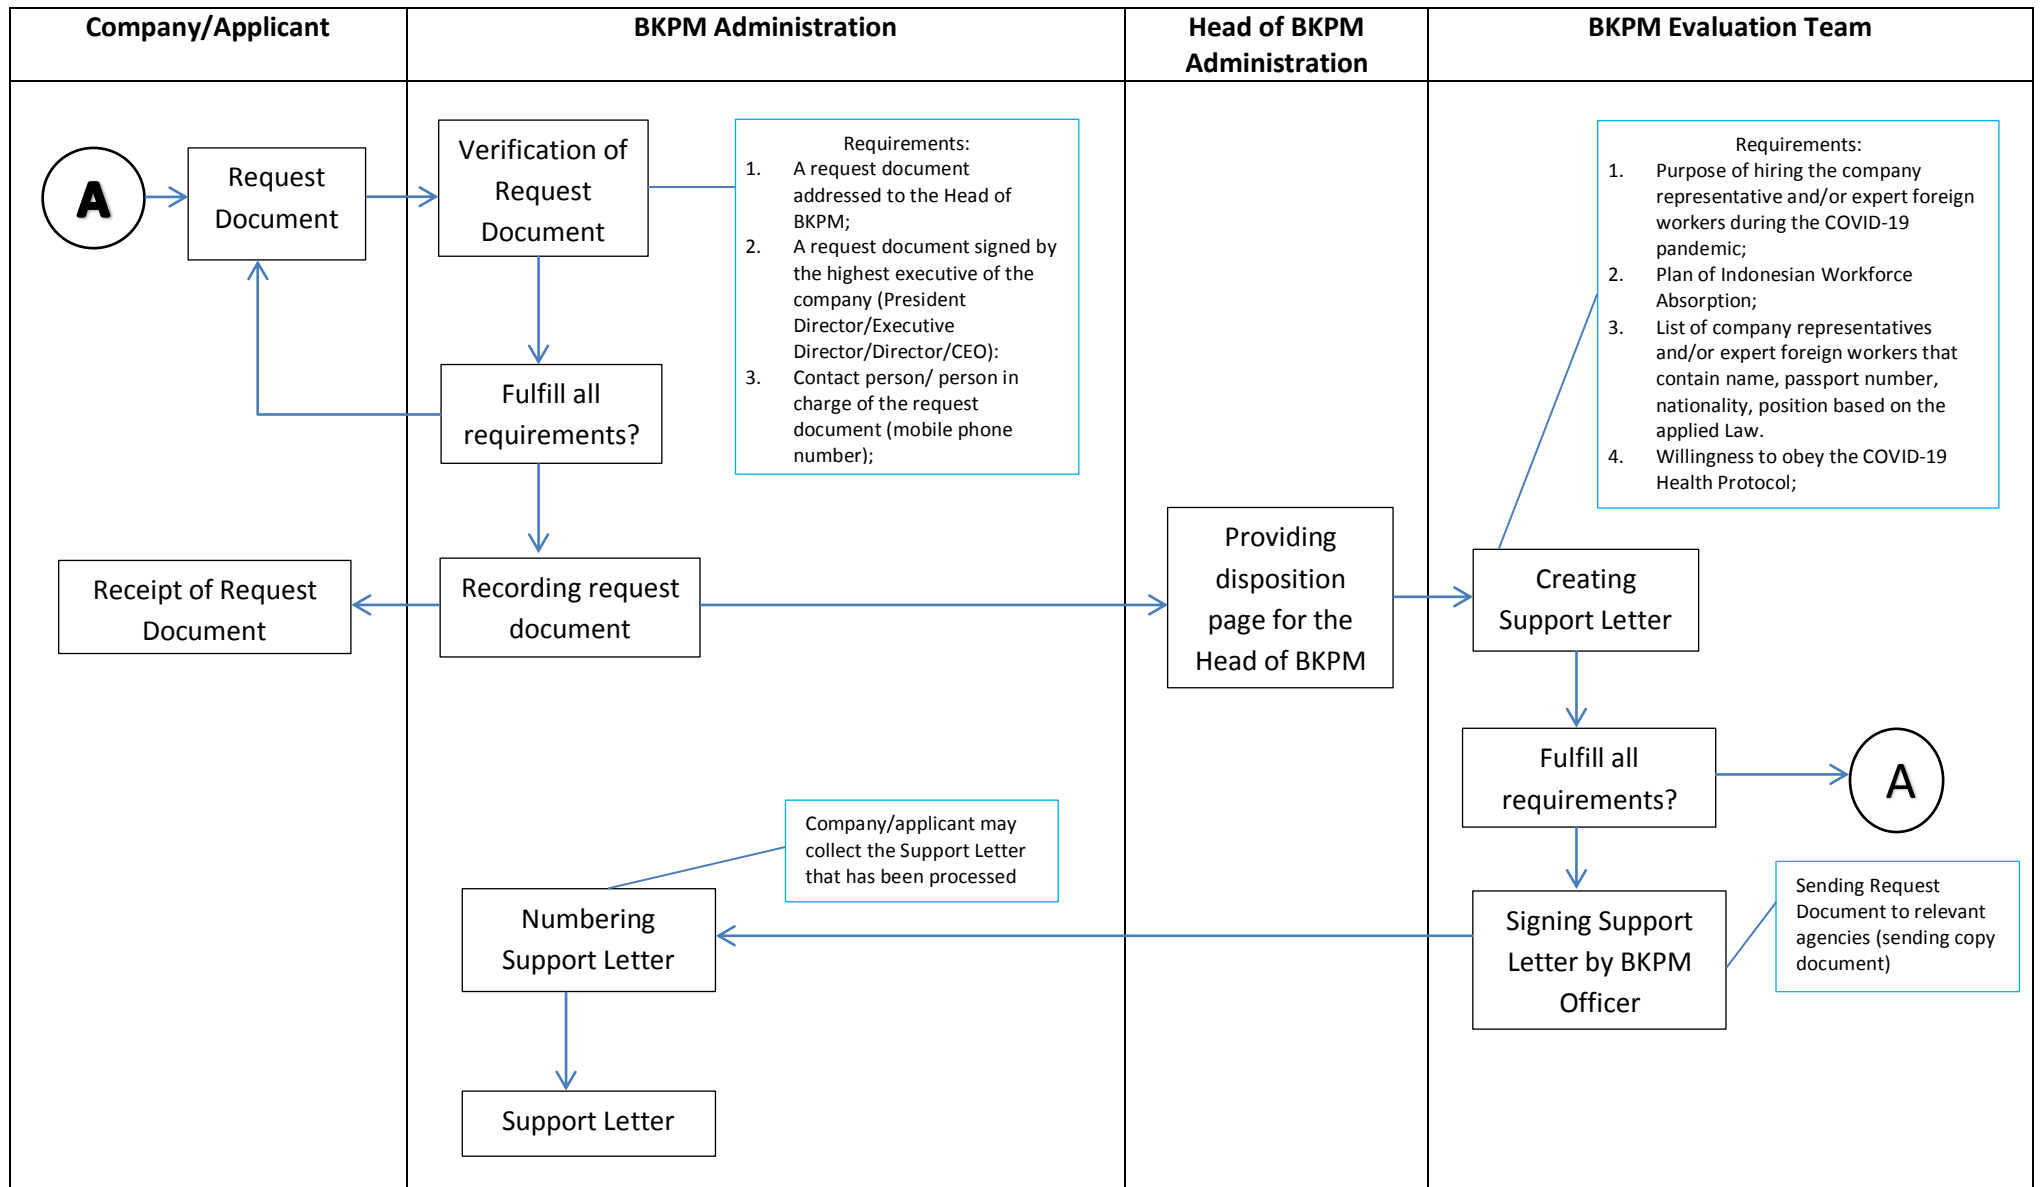 Company/Applicant
BKPM Administration
Head of BKPM
Administration
BKPM Evaluation Team
A
Request
Document
Verification of
Request
Document
Requirements:
1. A request document
addressed to the Head of
BKPM;
2. A request document signed by
the highest executive of the
company (President
Director/Executive
Director/Director/CEO):
3. Contact person/ person in
charge of the request
document (mobile phone
number);
Requirements:
1. Purpose of hiring the company
representative and/or expert foreign
workers during the COVID-19
pandemic;
2. Plan of Indonesian Workforce
Absorption;
3. List of company representatives
and/or expert foreign workers that
contain name, passport number,
nationality, position based on the
applied Law.
4. Willingness to obey the COVID-19
Health Protocol;
Fulfill all
requirements?
Receipt of Request
Document
Recording request
document
Providing
disposition
page for the
Head of BKPM
Creating
Support Letter
Fulfill all
requirements?
A
Company/applicant may
collect the Support Letter
that has been processed
Numbering
Support Letter
Signing Support
Letter by BKPM
Officer
Sending Request
Document to relevant
agencies (sending copy
document)
Support Letter